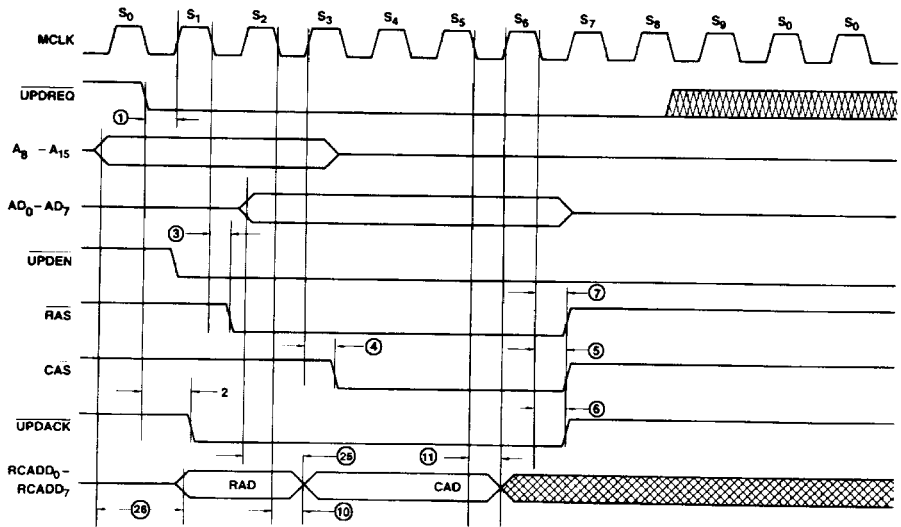 S0 S1 S2 S3 S4 S5 S6 S7 S8 S9 S0 S0
MCLK
UPDREQ
1
A8 – A15
AD0–AD7
3
UPDEN
7
RAS
4
5
CAS
2
6
UPDACK
25
11
RCADD0–
RCADD7
RAD
CAD
26
10